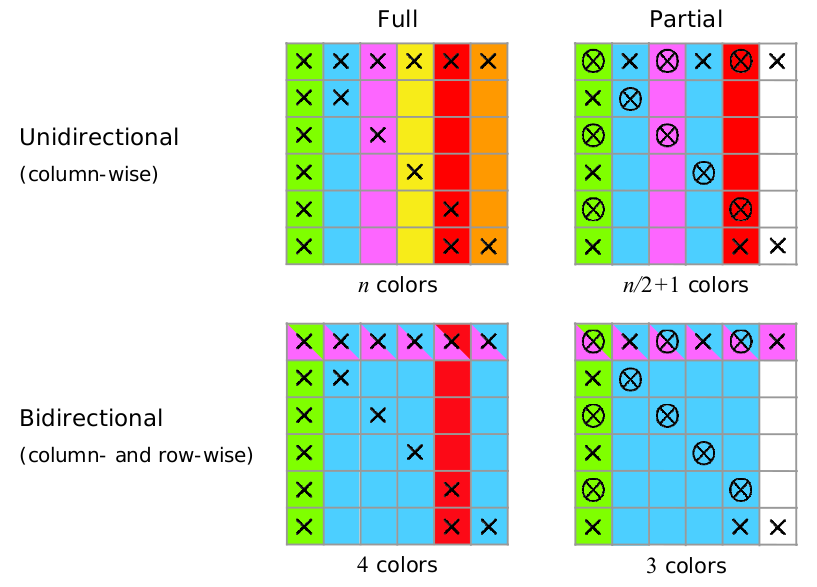 Full Partial
Unidirectional
(column-wise)
n colors n/2+1 colors
Bidirectional
(column- and row-wise)
4 colors 3 colors